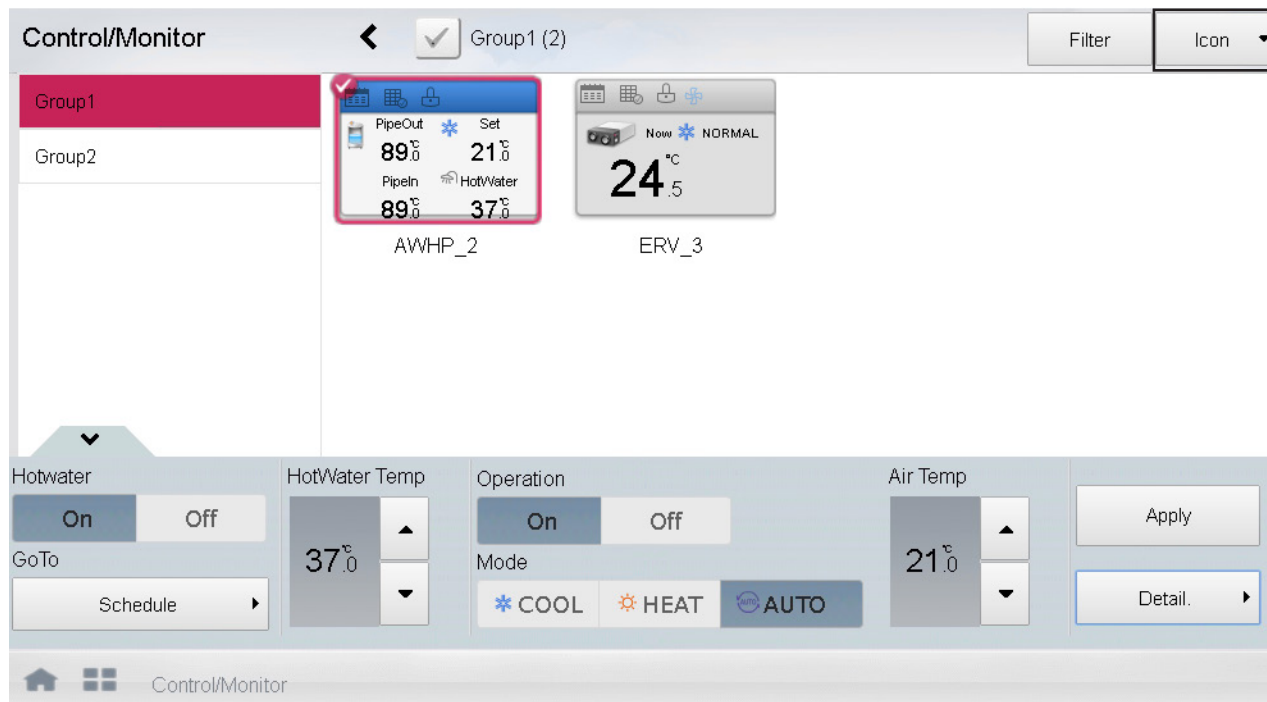 Control/Monitor
Group1 (2)
Filter
Icon
Group1
Group2
PipeOut
Set
89.0℃
21.0℃
PipeIn
HotWater
89.0℃
37.0℃
AWHP_2
Now
NORMAL
24.5℃
ERV_3
Hotwater
On Off
GoTo
Schedule
HotWater Temp
37.0℃
Operation
On Off
Mode
COOL HEAT AUTO
Air Temp
21.0℃
Apply
Detail.
Control/Monitor